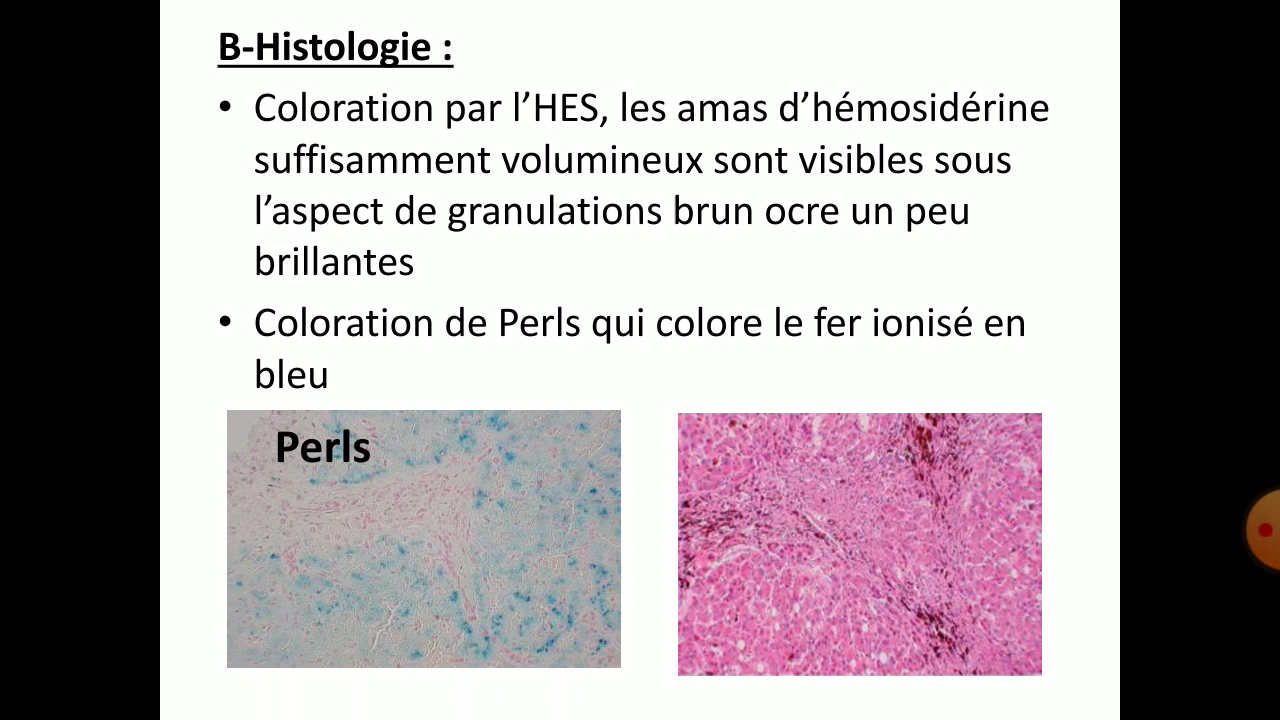 B-Histologie :
• Coloration par l’HES, les amas d’hémosidérine
suffisamment volumineux sont visibles sous
l’aspect de granulations brun ocre un peu
brillantes
• Coloration de Perls qui colore le fer ionisé en
bleu
Perls